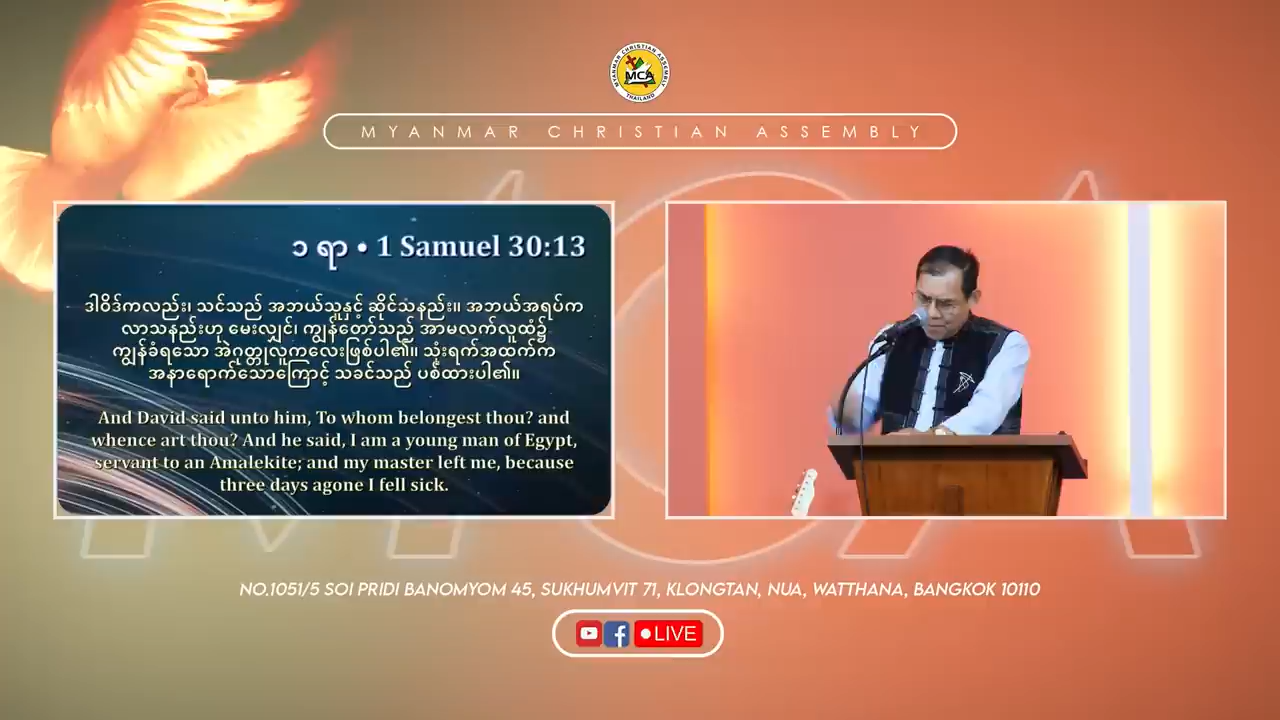 MYANMAR CHRISTIAN ASSEMBLY
MCA
THAILAND
MYANMAR CHRISTIAN ASSEMBLY
၁ ရာ • 1 Samuel 30:13
ဒါဝိဒ်ကလည်း၊ သင်သည် အဘယ်သူနှင့် ဆိုင်သနည်း။ အဘယ်အရပ်က
လာသနည်းဟု မေးလျှင်၊ ကျွန်တော်သည် အာမလက်လူထံ၌
ကျွန်ခံရသော အဲဂုတ္တုလူကလေးဖြစ်ပါ၏။ သုံးရက်အထက်က
အနာရောက်သောကြောင့် သခင်သည် ပစ်ထားပါ၏။
And David said unto him, To whom belongest thou? and
whence art thou? And he said, I am a young man of Egypt,
servant to an Amalekite; and my master left me, because
three days agone I fell sick.
MCA
NO.1051/5 SOI PRIDI BANOMYOM 45, SUKHUMVIT 71, KLONGTAN, NUA, WATTHANA, BANGKOK 10110
LIVE